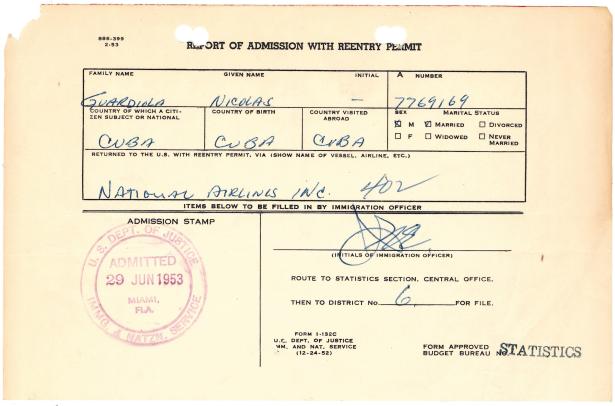 886-399
2-53
REPORT OF ADMISSION WITH REENTRY PERMIT
FAMILY NAME GIVEN NAME INITIAL A NUMBER
GUARDIOLA NICOLAS — 7769169
COUNTRY OF WHICH A CITI- COUNTRY OF BIRTH COUNTRY VISITED SEX MARITAL STATUS
ZEN SUBJECT OR NATIONAL ABROAD
☒ M ☒ MARRIED ☐ DIVORCED
CUBA CUBA CUBA ☐ F ☐ WIDOWED ☐ NEVER
MARRIED
RETURNED TO THE U.S. WITH REENTRY PERMIT, VIA (SHOW NAME OF VESSEL, AIRLINE, ETC.)
NATIONAL AIRLINES INC. 402
ITEMS BELOW TO BE FILLED IN BY IMMIGRATION OFFICER
ADMISSION STAMP
U. S. DEPT. OF JUSTICE
ADMITTED
29 JUN 1953
MIAMI,
FLA.
IMMG. & NATZN. SERVICE
(INITIALS OF IMMIGRATION OFFICER)
ROUTE TO STATISTICS SECTION, CENTRAL OFFICE.
THEN TO DISTRICT No. 6 FOR FILE.
FORM I-132C
U.S. DEPT. OF JUSTICE
IMM. AND NAT. SERVICE
(12-24-52)
FORM APPROVED
BUDGET BUREAU No. STATISTICS